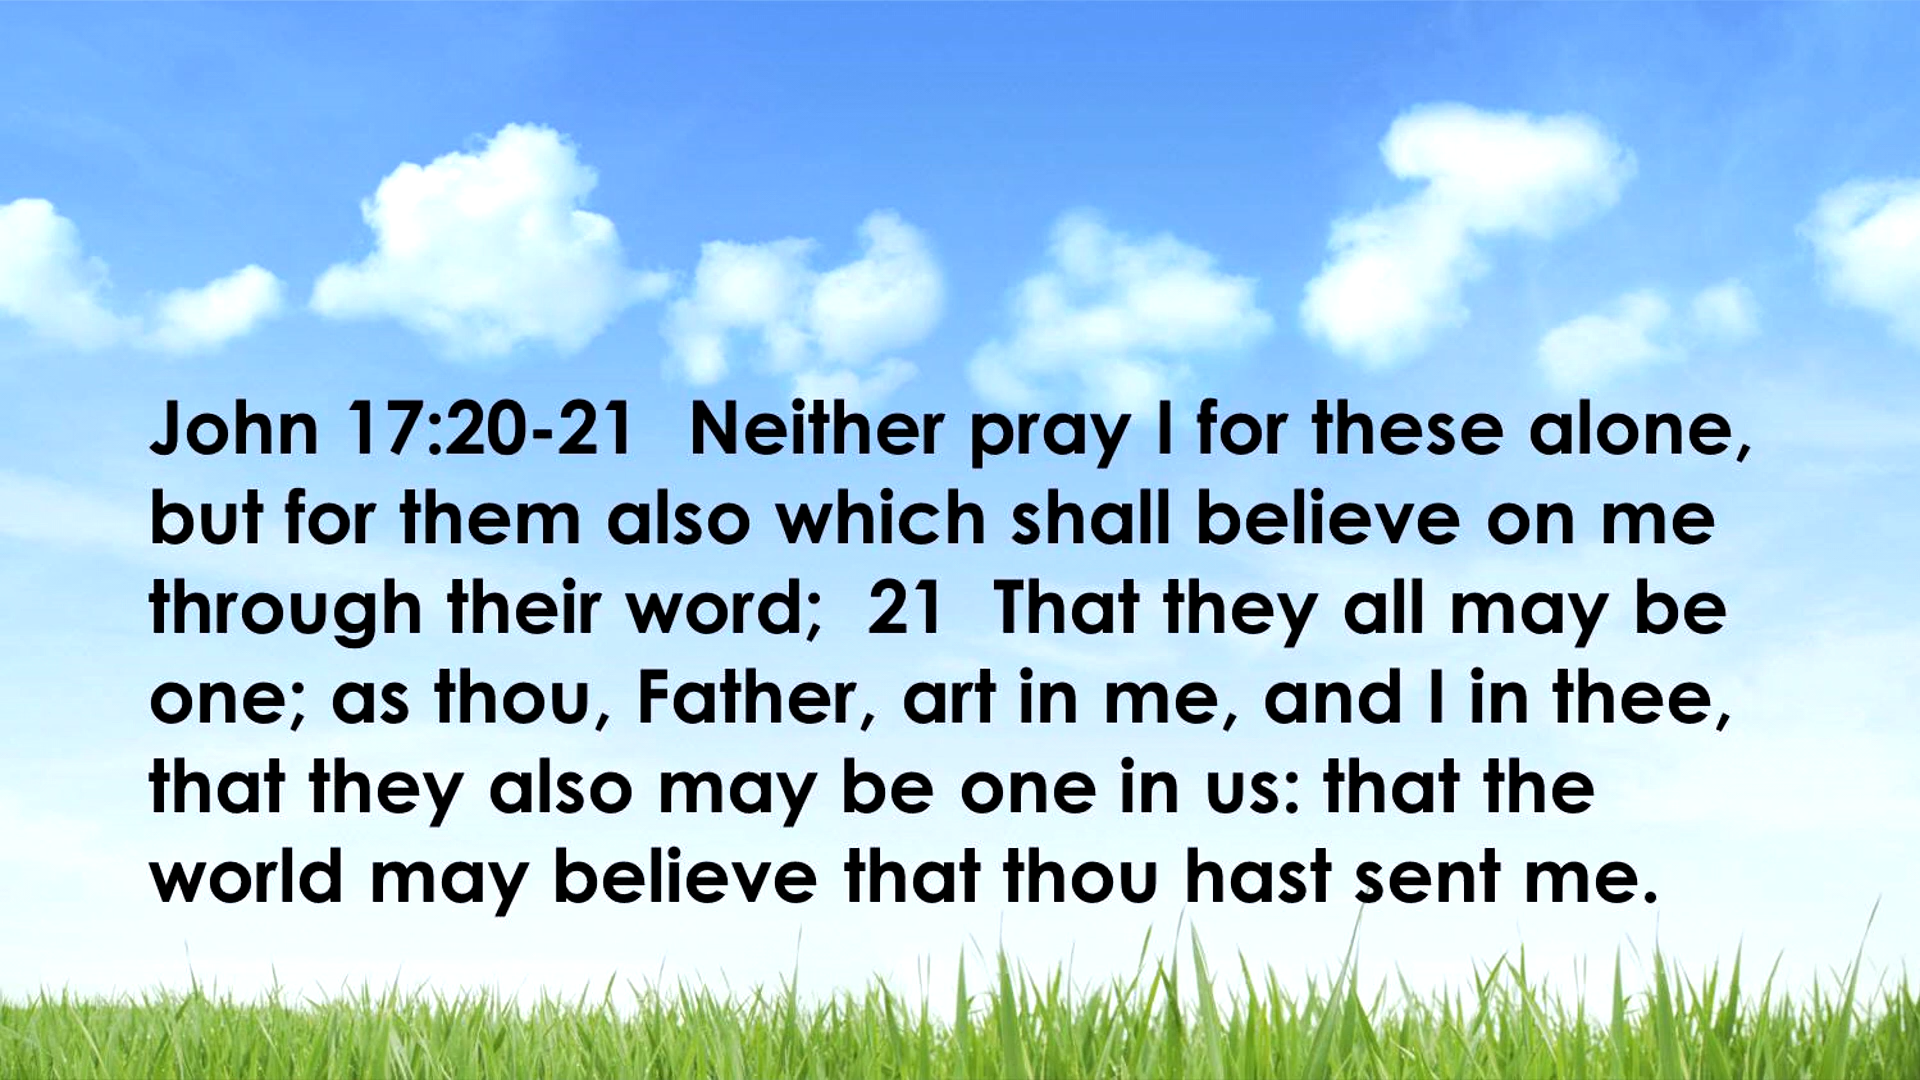 John 17:20-21  Neither pray I for these alone,
but for them also which shall believe on me
through their word;  21  That they all may be
one; as thou, Father, art in me, and I in thee,
that they also may be one in us: that the
world may believe that thou hast sent me.